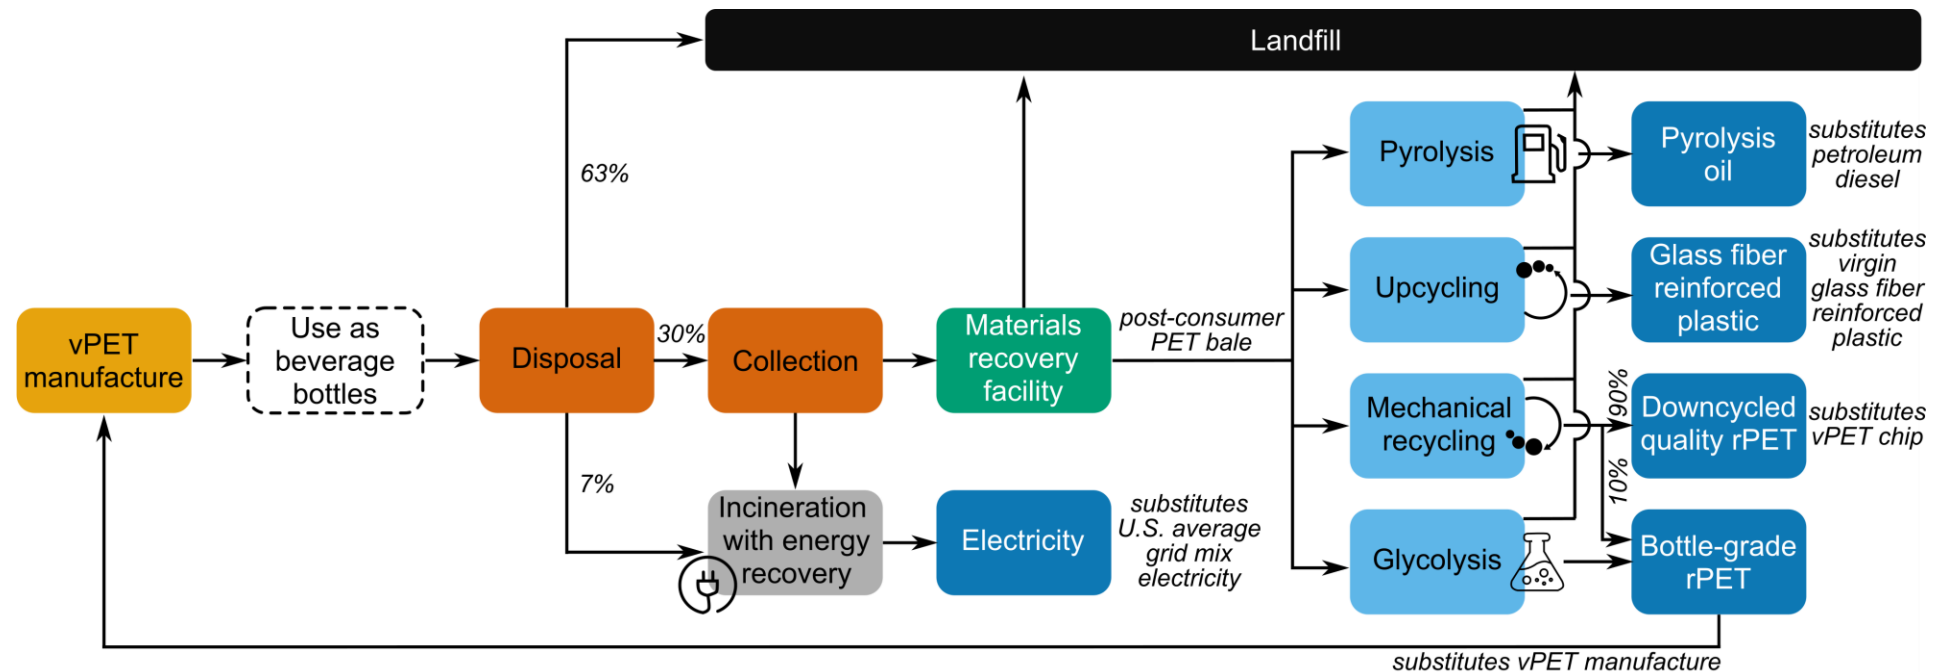 Landfill
63%
vPET
manufacture
Use as
beverage
bottles
Disposal
30%
Collection
7%
Incineration
with energy
recovery
Electricity
substitutes
U.S. average
grid mix
electricity
Materials
recovery
facility
post-consumer
PET bale
Pyrolysis
Pyrolysis
oil
substitutes
petroleum
diesel
Upcycling
Glass fiber
reinforced
plastic
substitutes
virgin
glass fiber
reinforced
plastic
Mechanical
recycling
90%
Downcycled
quality rPET
substitutes
vPET chip
10%
Glycolysis
Bottle-grade
rPET
substitutes vPET manufacture